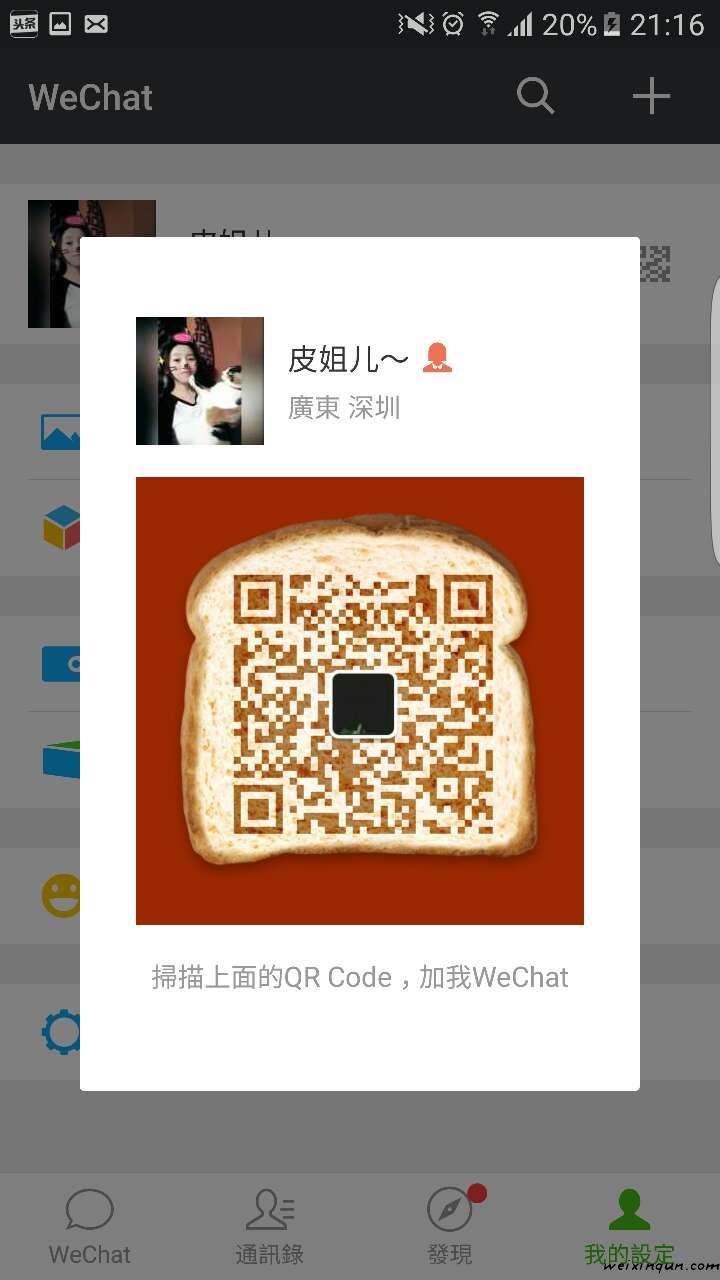 头条 20% 21:16
WeChat
皮姐儿～
廣東 深圳
掃描上面的QR Code，加我WeChat
WeChat 通訊錄 發現 我的設定
weixinqun.com